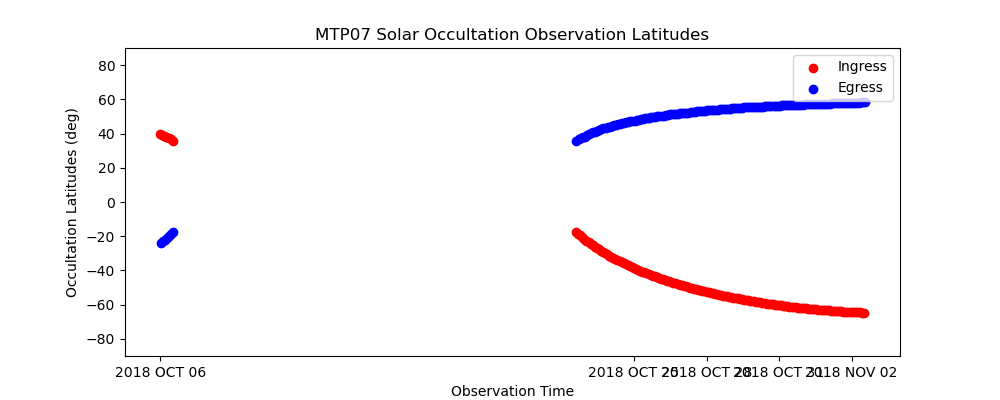 MTP07 Solar Occultation Observation Latitudes
Occultation Latitudes (deg)
80
60
40
20
0
−20
−40
−60
−80
Ingress
Egress
2018 OCT 06
2018 OCT 25
2018 OCT 28
2018 OCT 31
2018 NOV 02
Observation Time